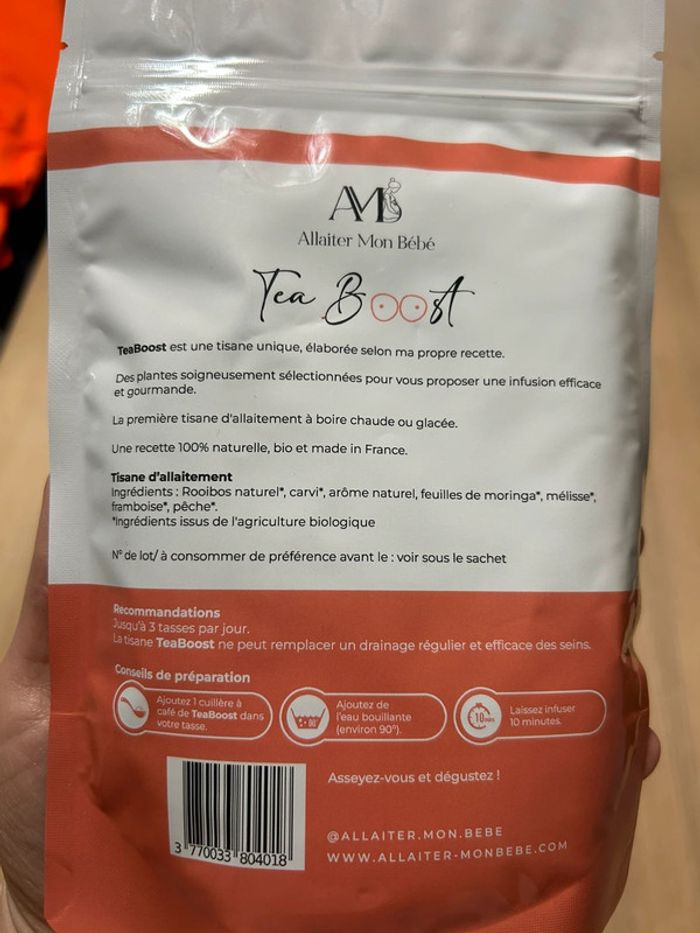 AMB
Allaiter Mon Bébé
Tea Boost
TeaBoost est une tisane unique, élaborée selon ma propre recette.
Des plantes soigneusement sélectionnées pour vous proposer une infusion efficace
et gourmande.
La première tisane d'allaitement à boire chaude ou glacée.
Une recette 100% naturelle, bio et made in France.
Tisane d'allaitement
Ingrédients : Rooibos naturel*, carvi*, arôme naturel, feuilles de moringa*, mélisse*,
framboise*, pêche*.
*Ingrédients issus de l'agriculture biologique
N° de lot/ à consommer de préférence avant le : voir sous le sachet
Recommandations
Jusqu'à 3 tasses par jour.
La tisane TeaBoost ne peut remplacer un drainage régulier et efficace des seins.
Conseils de préparation
Ajoutez 1 cuillère à
café de TeaBoost dans
votre tasse.
90°
Ajoutez de
l'eau bouillante
(environ 90°).
10 MIN
Laissez infuser
10 minutes.
Asseyez-vous et dégustez !
3 770033 804018
@ALLAITER.MON.BEBE
WWW.ALLAITER-MONBEBE.COM